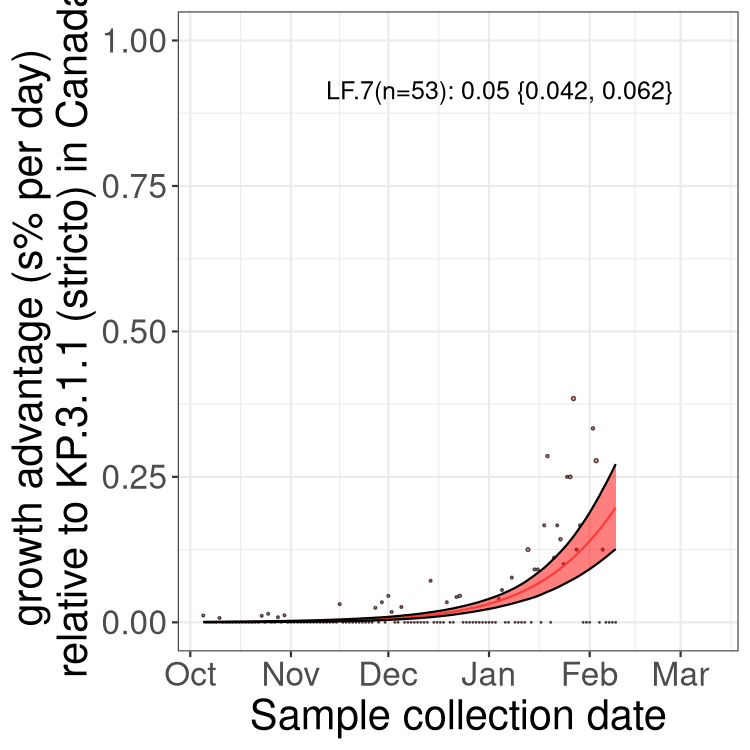 growth advantage (s% per day)
relative to KP.3.1.1 (stricto) in Canada
1.00
0.75
0.50
0.25
0.00
LF.7(n=53): 0.05 {0.042, 0.062}
Oct Nov Dec Jan Feb Mar
Sample collection date